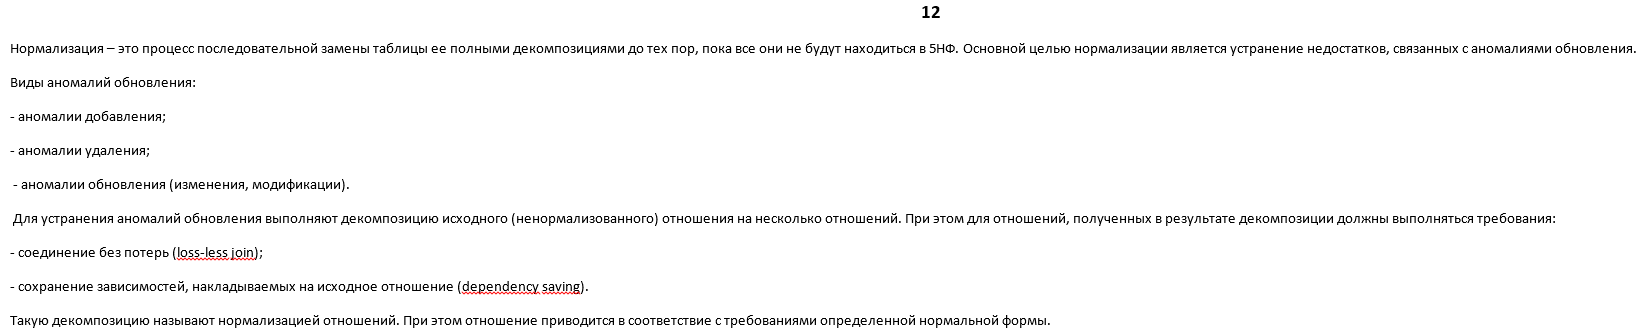 12
Нормализация – это процесс последовательной замены таблицы ее полными декомпозициями до тех пор, пока все они не будут находиться в 5НФ. Основной целью нормализации является устранение недостатков, связанных с аномалиями обновления.
Виды аномалий обновления:
- аномалии добавления;
- аномалии удаления;
- аномалии обновления (изменения, модификации).
Для устранения аномалий обновления выполняют декомпозицию исходного (ненормализованного) отношения на несколько отношений. При этом для отношений, полученных в результате декомпозиции должны выполняться требования:
- соединение без потерь (loss-less join);
- сохранение зависимостей, накладываемых на исходное отношение (dependency saving).
Такую декомпозицию называют нормализацией отношений. При этом отношение приводится в соответствие с требованиями определенной нормальной формы.